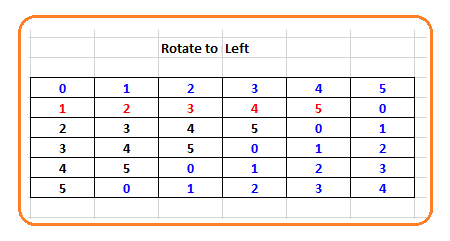 Rotate to Left
0 1 2 3 4 5
1 2 3 4 5 0
2 3 4 5 0 1
3 4 5 0 1 2
4 5 0 1 2 3
5 0 1 2 3 4